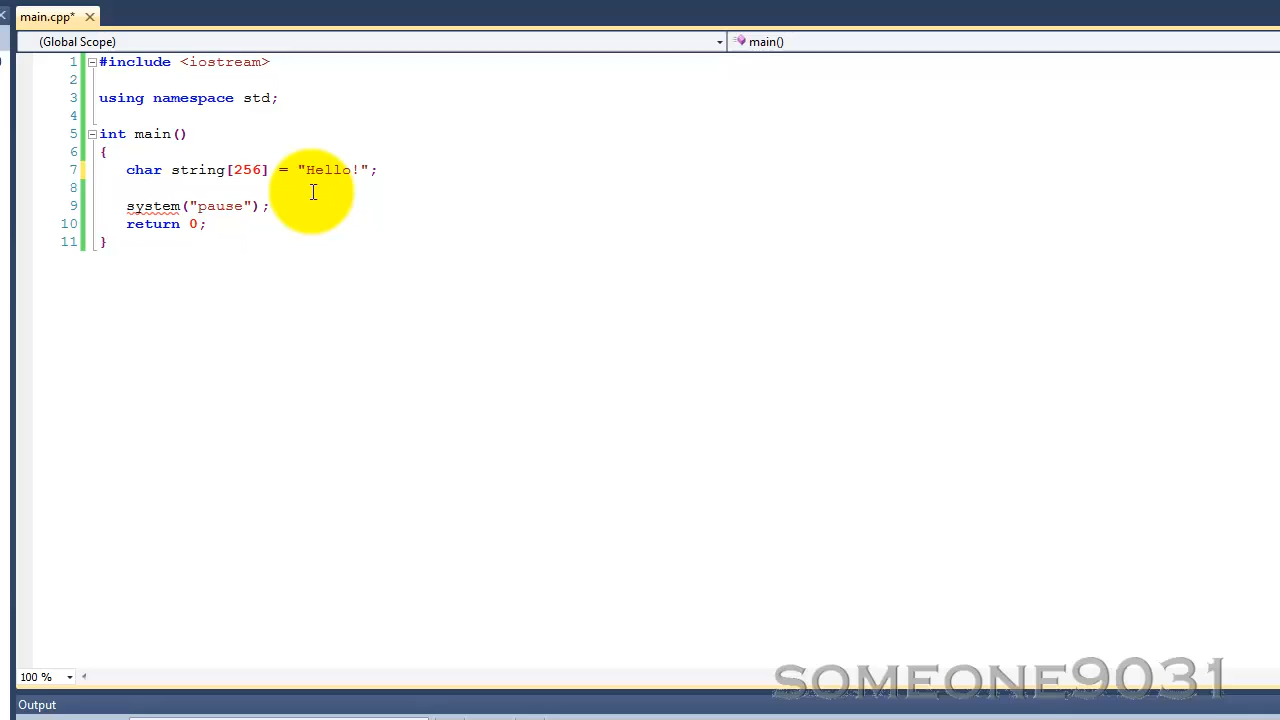 main.cpp*
(Global Scope)
main()
1 #include <iostream>
2
3 using namespace std;
4
5 int main()
6 {
7 char string[256] = "Hello!";
8
9 system("pause");
10 return 0;
11 }
100 %
SOMEONE9031
Output